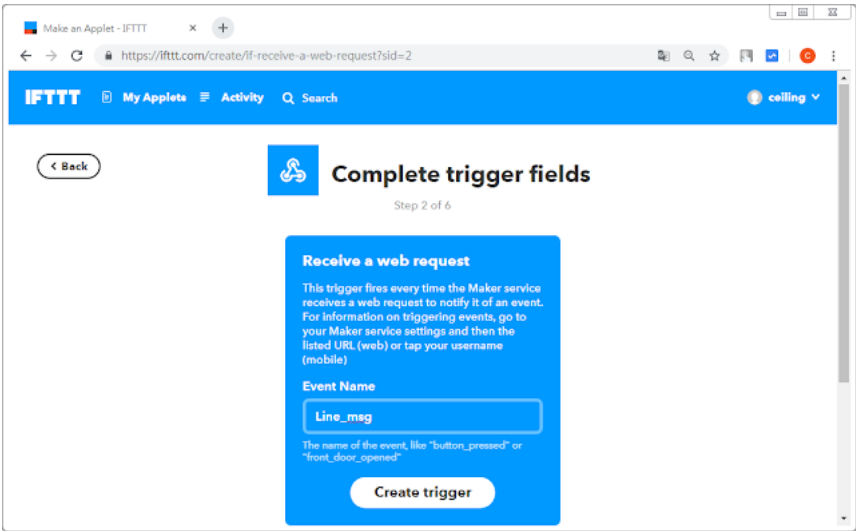 Make an Applet - IFTTT
https://ifttt.com/create/if-receive-a-web-request?sid=2
C
IFTTT My Applets Activity Search ceiling
Back
Complete trigger fields
Step 2 of 6
Receive a web request
This trigger fires every time the Maker service
receives a web request to notify it of an event.
For information on triggering events, go to
your Maker service settings and then the
listed URL (web) or tap your username
(mobile)
Event Name
Line_msg
The name of the event, like "button_pressed" or
"front_door_opened"
Create trigger